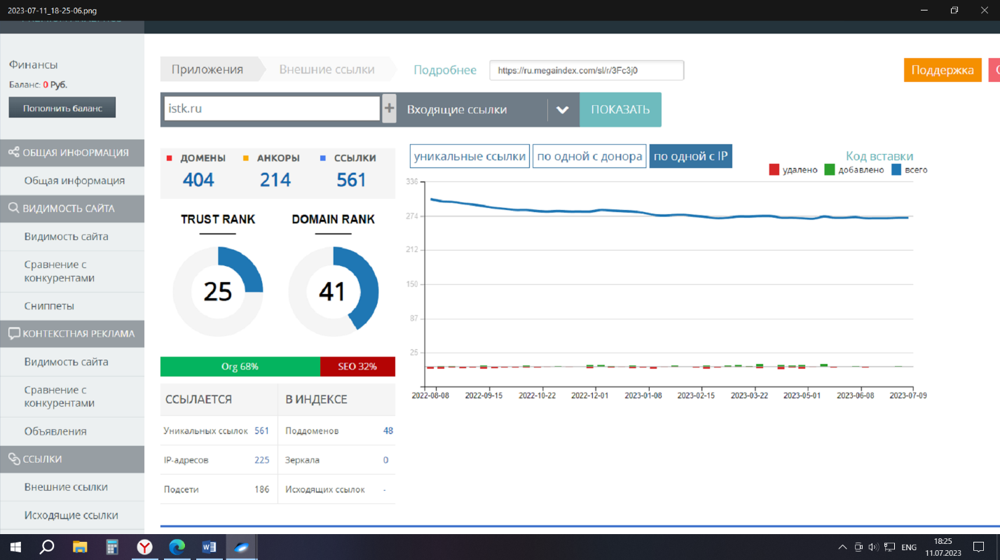 2023-07-11_18-25-06.png
Финансы
Баланс: 0 Руб.
Пополнить баланс
ОБЩАЯ ИНФОРМАЦИЯ
Общая информация
ВИДИМОСТЬ САЙТА
Видимость сайта
Сравнение с
конкурентами
Сниппеты
КОНТЕКСТНАЯ РЕКЛАМА
Видимость сайта
Сравнение с
конкурентами
Объявления
ССЫЛКИ
Внешние ссылки
Исходящие ссылки
Приложения Внешние ссылки Подробнее https://ru.megaindex.com/sl/r/3Fc3j0 Поддержка
istk.ru + Входящие ссылки ПОКАЗАТЬ
ДОМЕНЫ АНКОРЫ ССЫЛКИ
404 214 561
TRUST RANK DOMAIN RANK
25 41
Org 68% SEO 32%
ССЫЛАЕТСЯ В ИНДЕКСЕ
Уникальных ссылок 561 Поддоменов 48
IP-адресов 225 Зеркала 0
Подсети 186 Исходящих ссылок -
уникальные ссылки по одной с донора по одной с IP
Код вставки
удалено добавлено всего
336
274
212
150
87
25
2022-08-08 2022-09-15 2022-10-22 2022-12-01 2023-01-08 2023-02-15 2023-03-22 2023-05-01 2023-06-08 2023-07-09
ENG
18:25
11.07.2023